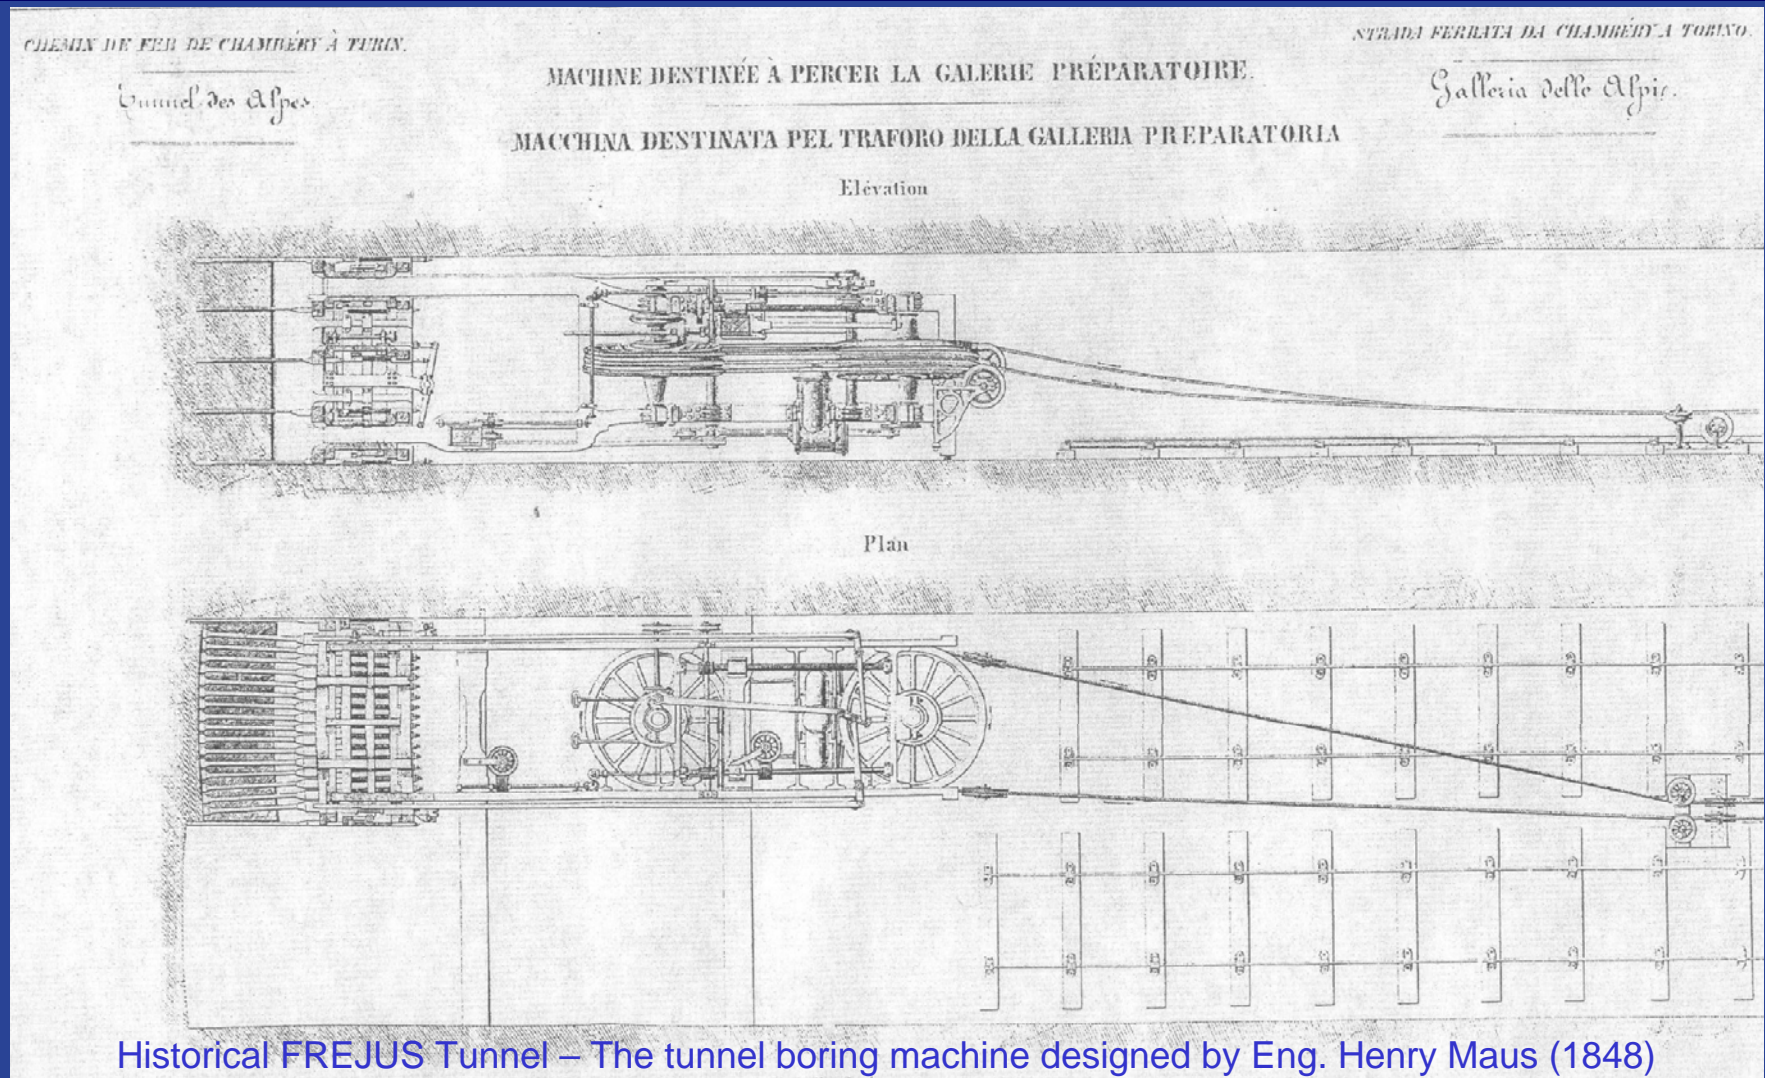 CHEMIN DE FER DE CHAMBÉRY À TURIN.
Tunnel des Alpes
STRADA FERRATA DA CHAMBÉRY A TORINO.
Galleria delle Alpi.
MACHINE DESTINÉE À PERCER LA GALERIE PRÉPARATOIRE.
MACCHINA DESTINATA PEL TRAFORO DELLA GALLERIA PREPARATORIA
Elévation
Plan
Historical FREJUS Tunnel – The tunnel boring machine designed by Eng. Henry Maus (1848)